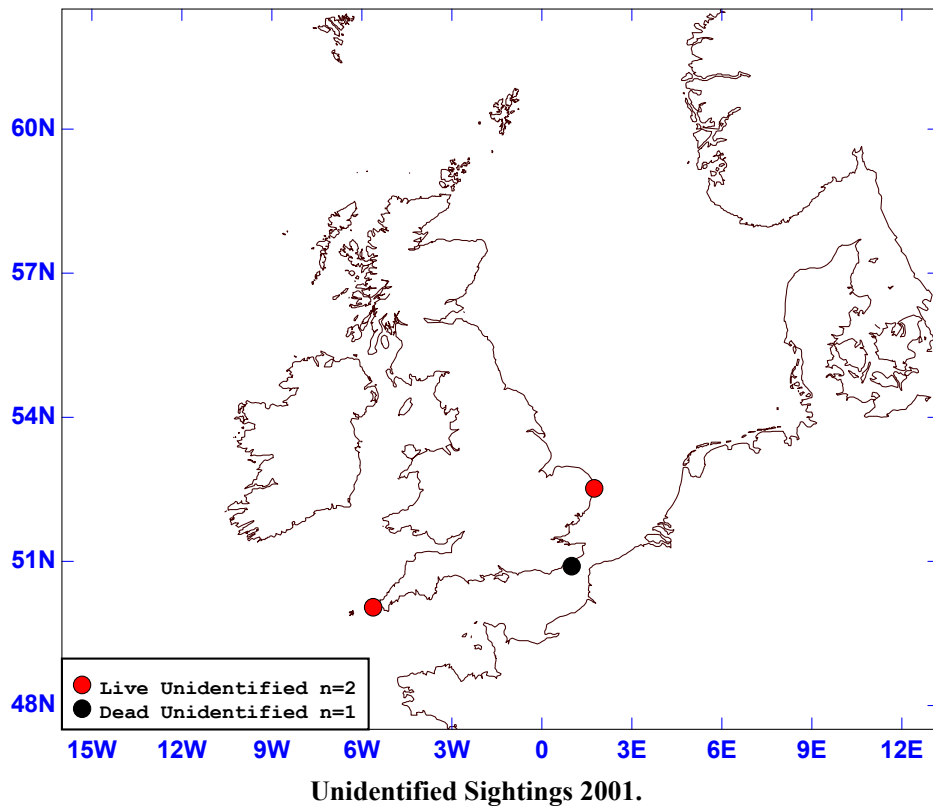 60N
57N
54N
51N
48N
Live Unidentified n=2
Dead Unidentified n=1
15W 12W 9W 6W 3W 0 3E 6E 9E 12E
Unidentified Sightings 2001.